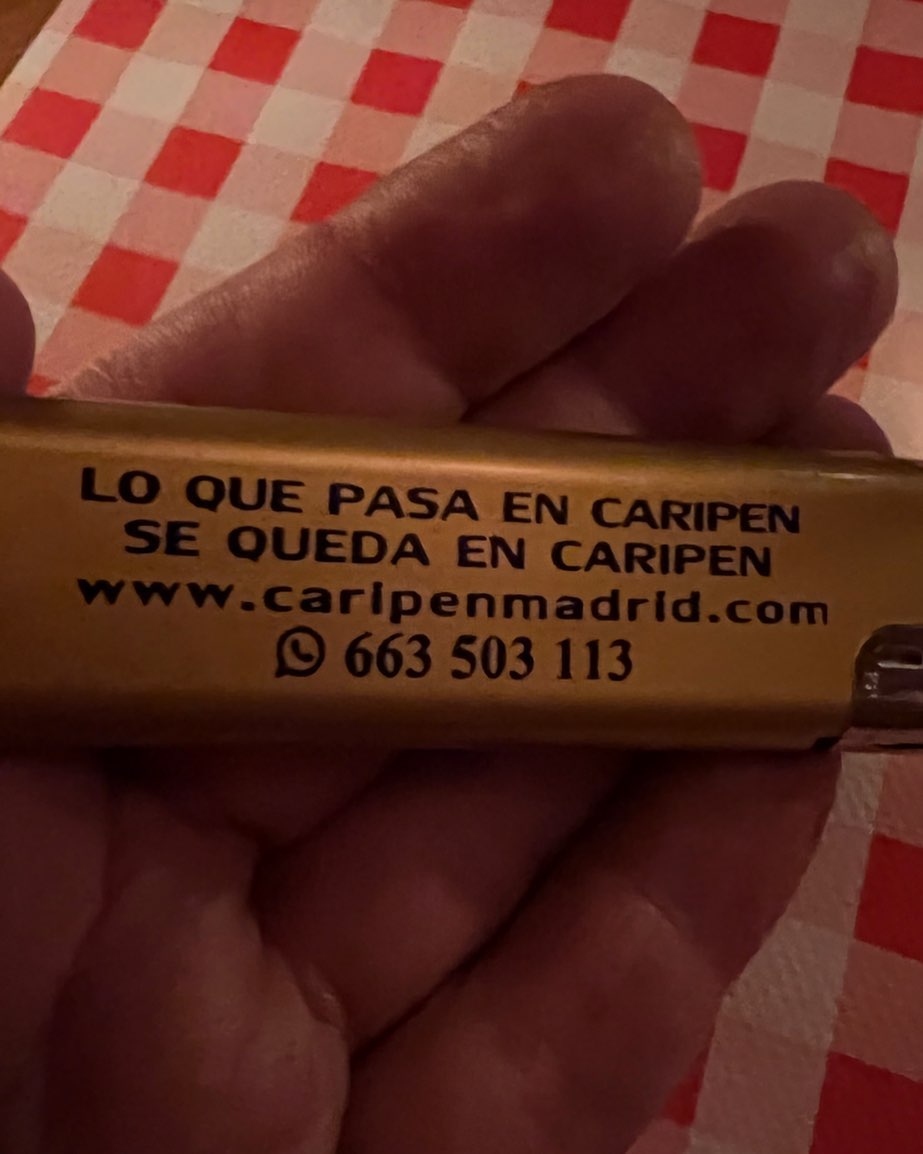 LO QUE PASA EN CARIPEN
SE QUEDA EN CARIPEN
www.caripenmadrid.com
663 503 113